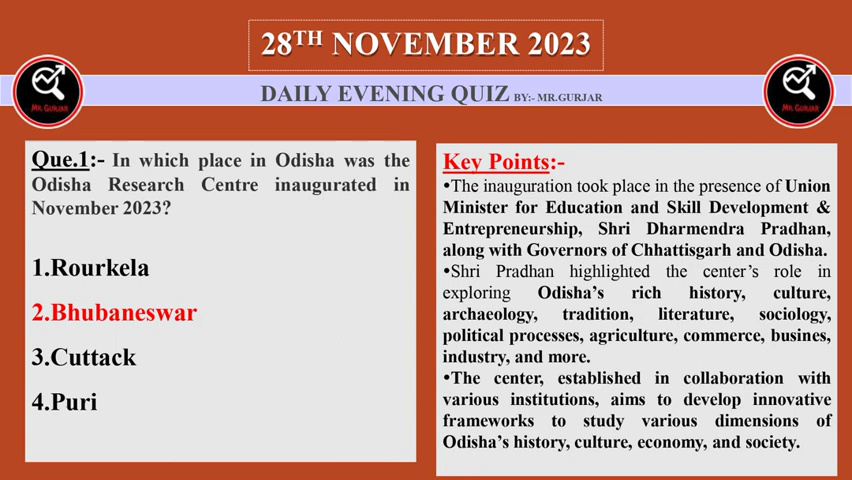 28TH NOVEMBER 2023
DAILY EVENING QUIZ BY:- MR.GURJAR
MR. GURJAR
MR. GURJAR
Que.1:- In which place in Odisha was the
Odisha Research Centre inaugurated in
November 2023?
1.Rourkela
2.Bhubaneswar
3.Cuttack
4.Puri
Key Points:-
•The inauguration took place in the presence of Union
Minister for Education and Skill Development &
Entrepreneurship, Shri Dharmendra Pradhan,
along with Governors of Chhattisgarh and Odisha.
•Shri Pradhan highlighted the center's role in
exploring Odisha's rich history, culture,
archaeology, tradition, literature, sociology,
political processes, agriculture, commerce, busines,
industry, and more.
•The center, established in collaboration with
various institutions, aims to develop innovative
frameworks to study various dimensions of
Odisha's history, culture, economy, and society.